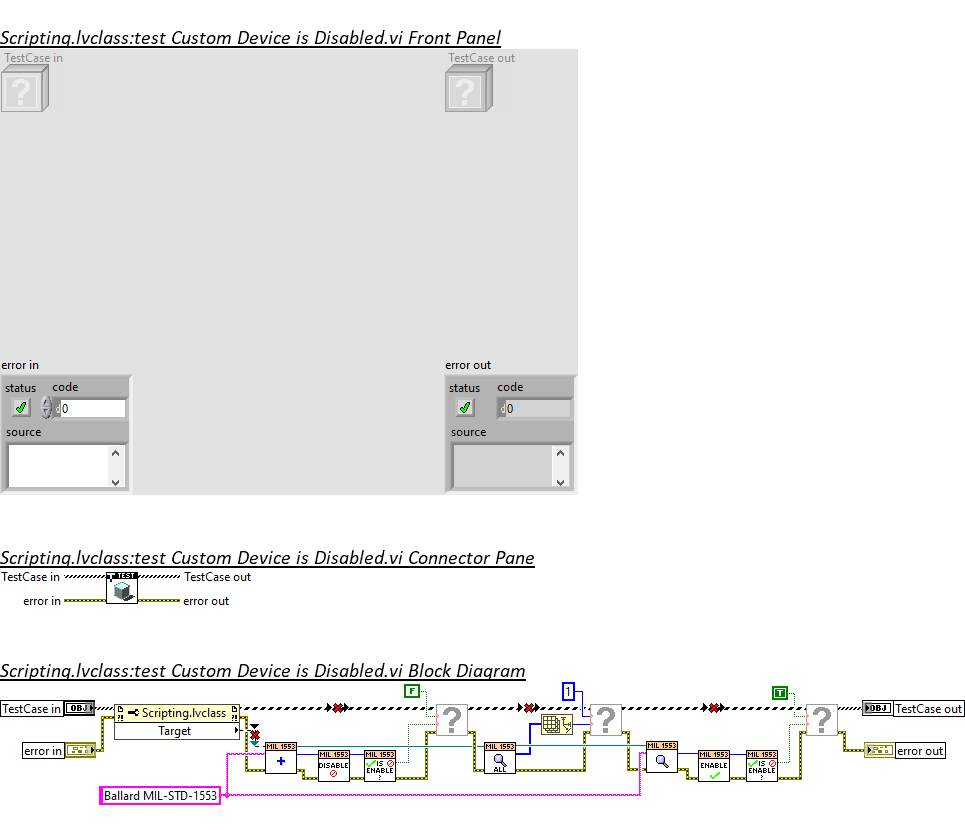 Scripting.lvclass:test Custom Device is Disabled.vi Front Panel
TestCase in
TestCase out
?
?
error in
error out
status code
status code
d0
d0
source
source
Scripting.lvclass:test Custom Device is Disabled.vi Connector Pane
TestCase in
TEST
TestCase out
error in
error out
Scripting.lvclass:test Custom Device is Disabled.vi Block Diagram
F
1
T
TestCase in
OBJ
Scripting.lvclass
?
?
?
OBJ
TestCase out
Target
error in
MIL 1553
+
MIL 1553
DISABLE
MIL 1553
IS
ENABLE
?
MIL 1553
ALL
MIL 1553
MIL 1553
ENABLE
MIL 1553
IS
ENABLE
?
error out
Ballard MIL-STD-1553